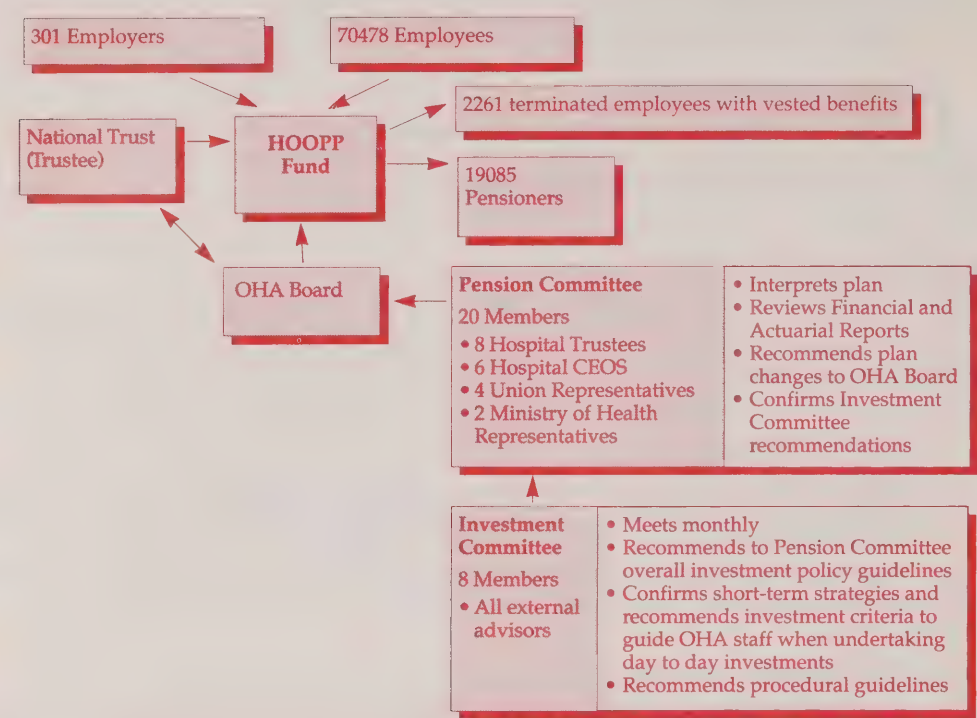 301 Employers
70478 Employees
2261 terminated employees with vested benefits
National Trust
(Trustee)
HOOPP
Fund
19085
Pensioners
OHA Board
Pension Committee
20 Members
• 8 Hospital Trustees
• 6 Hospital CEOS
• 4 Union Representatives
• 2 Ministry of Health
Representatives
• Interprets plan
• Reviews Financial and
Actuarial Reports
• Recommends plan
changes to OHA Board
• Confirms Investment
Committee
recommendations
Investment
Committee
8 Members
• All external
advisors
• Meets monthly
• Recommends to Pension Committee
overall investment policy guidelines
• Confirms short-term strategies and
recommends investment criteria to
guide OHA staff when undertaking
day to day investments
• Recommends procedural guidelines